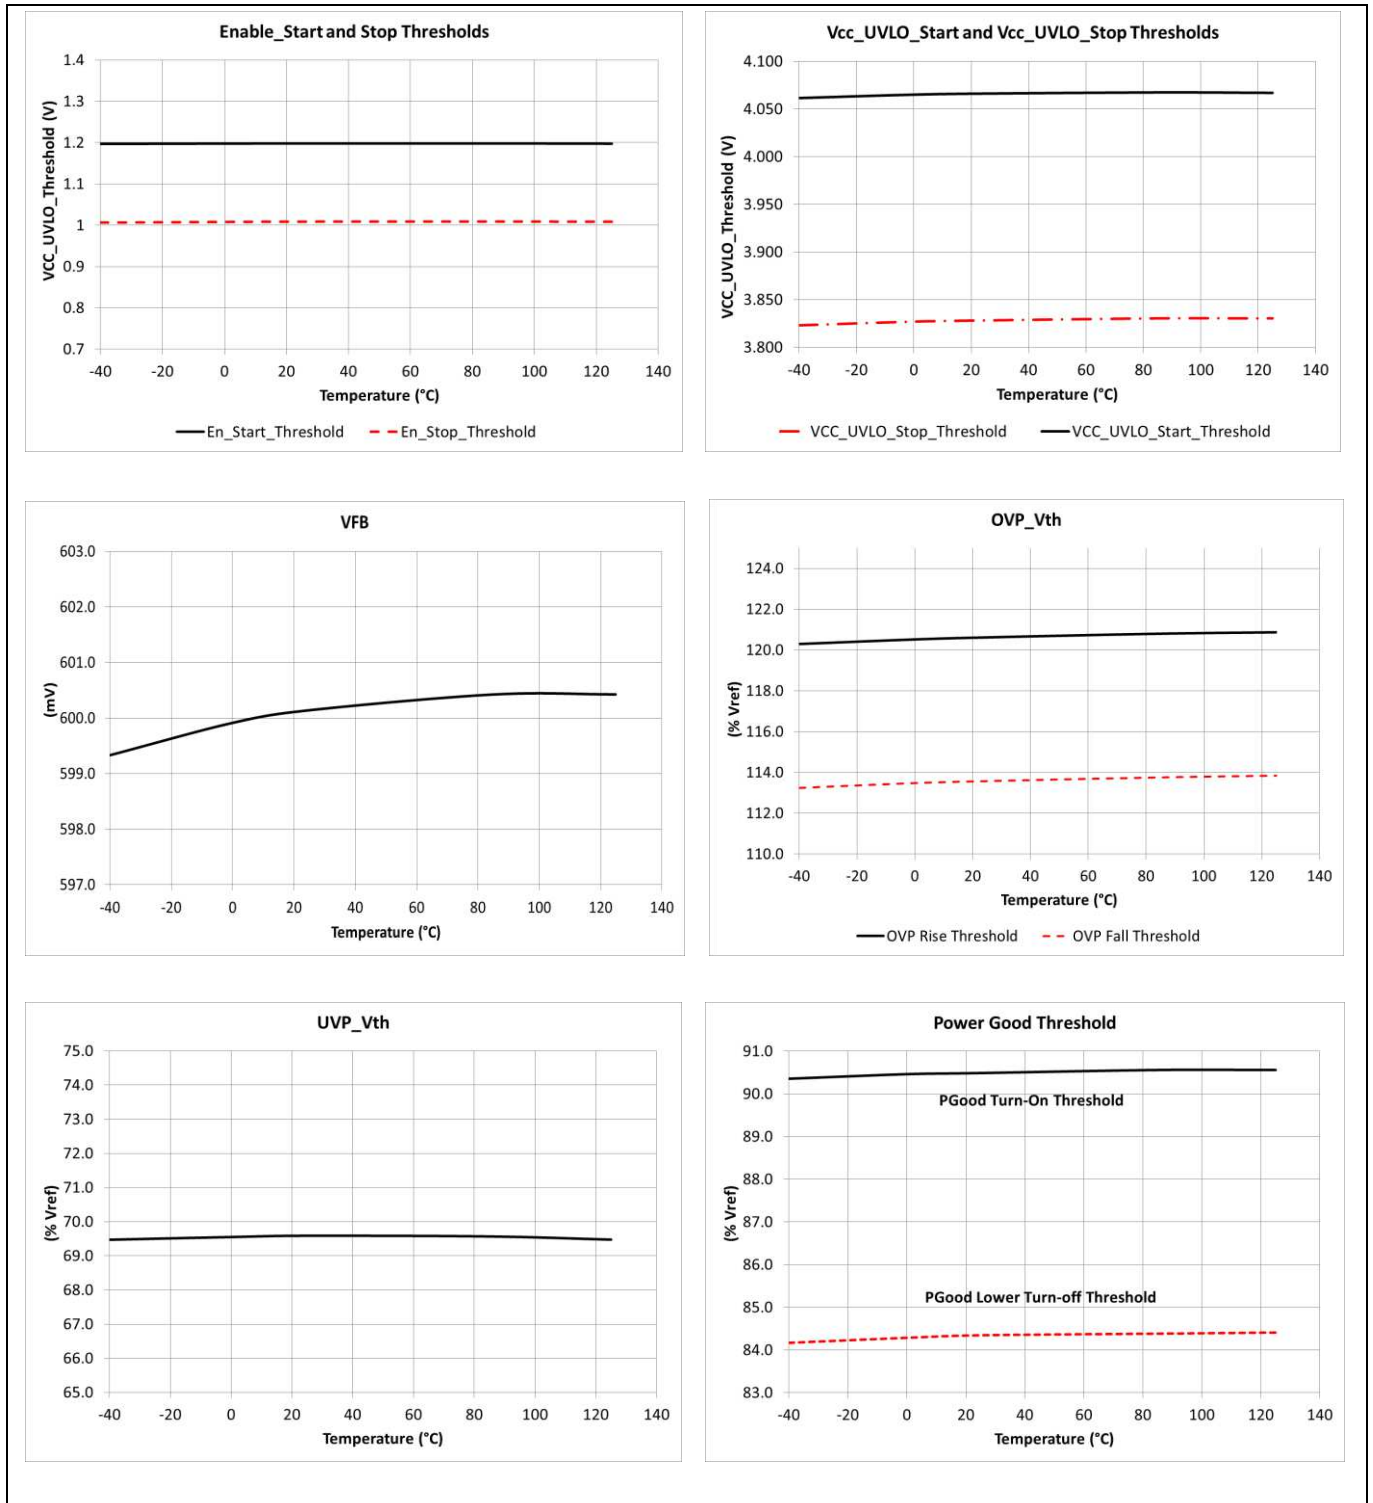 Enable_Start and Stop Thresholds
1.4
1.3
1.2
1.1
1
0.9
0.8
0.7
VCC_UVLO_Threshold (V)
-40 -20 0 20 40 60 80 100 120 140
Temperature (°C)
En_Start_Threshold En_Stop_Threshold
Vcc_UVLO_Start and Vcc_UVLO_Stop Thresholds
4.100
4.050
4.000
3.950
3.900
3.850
3.800
VCC_UVLO_Threshold (V)
-40 -20 0 20 40 60 80 100 120 140
Temperature (°C)
VCC_UVLO_Stop_Threshold VCC_UVLO_Start_Threshold
VFB
603.0
602.0
601.0
600.0
599.0
598.0
597.0
(mV)
-40 -20 0 20 40 60 80 100 120 140
Temperature (°C)
OVP_Vth
124.0
122.0
120.0
118.0
116.0
114.0
112.0
110.0
(% Vref)
-40 -20 0 20 40 60 80 100 120 140
Temperature (°C)
OVP Rise Threshold OVP Fall Threshold
UVP_Vth
75.0
74.0
73.0
72.0
71.0
70.0
69.0
68.0
67.0
66.0
65.0
(% Vref)
-40 -20 0 20 40 60 80 100 120 140
Temperature (°C)
Power Good Threshold
91.0
90.0
89.0
88.0
87.0
86.0
85.0
84.0
83.0
(% Vref)
PGood Turn-On Threshold
PGood Lower Turn-off Threshold
-40 -20 0 20 40 60 80 100 120 140
Temperature (°C)